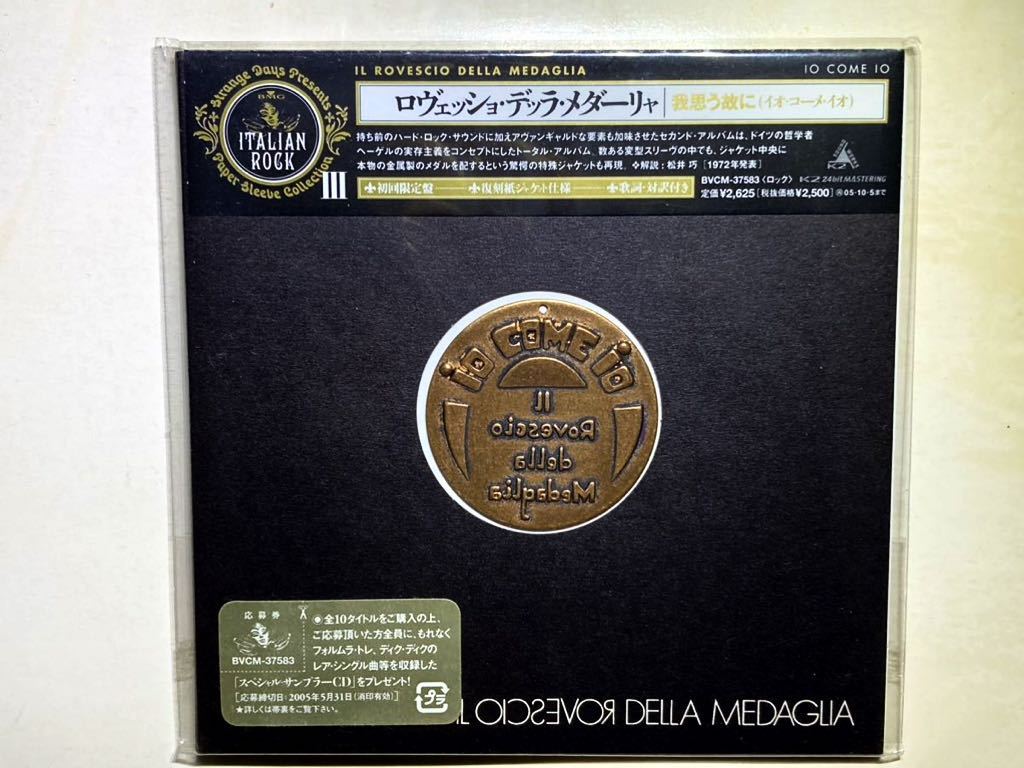 Strange Days Presents
BMG
ITALIAN
ROCK
Paper Sleeve Collection
III
IL ROVESCIO DELLA MEDAGLIA
IO COME IO
ロヴェッショ・デッラ・メダーリャ 我思う故に(イオ・コーメ・イオ)
持ち前のハード・ロック・サウンドに加えアヴァンギャルドな要素も加味させたセカンド・アルバムは、ドイツの哲学者
ヘーゲルの実存主義をコンセプトにしたトータル・アルバム。数ある変型スリーヴの中でも、ジャケット中央に
本物の金属製のメダルを配するという驚愕の特殊ジャケットも再現。❖解説:松井 巧[1972年発表]
初回限定盤 復刻紙ジャケット仕様 歌詞・対訳付き
BVCM-37583〈ロック〉 K2 24bit MASTERING
定価¥2,625[税抜価格¥2,500] 05・10・5まで
io COME io
Il
Rovescio
della
Medaglia
応募券
BVCM-37583
◉全10タイトルをご購入の上、
ご応募頂いた方全員に、もれなく
フォルムラ・トレ、ディク・ディクの
レア・シングル曲等を収録した
「スペシャル・サンプラーCD」をプレゼント!
[応募締切日:2005年5月31日(消印有効)]
★詳しくは帯裏をご覧下さい。
IL ROVESCIO DELLA MEDAGLIA